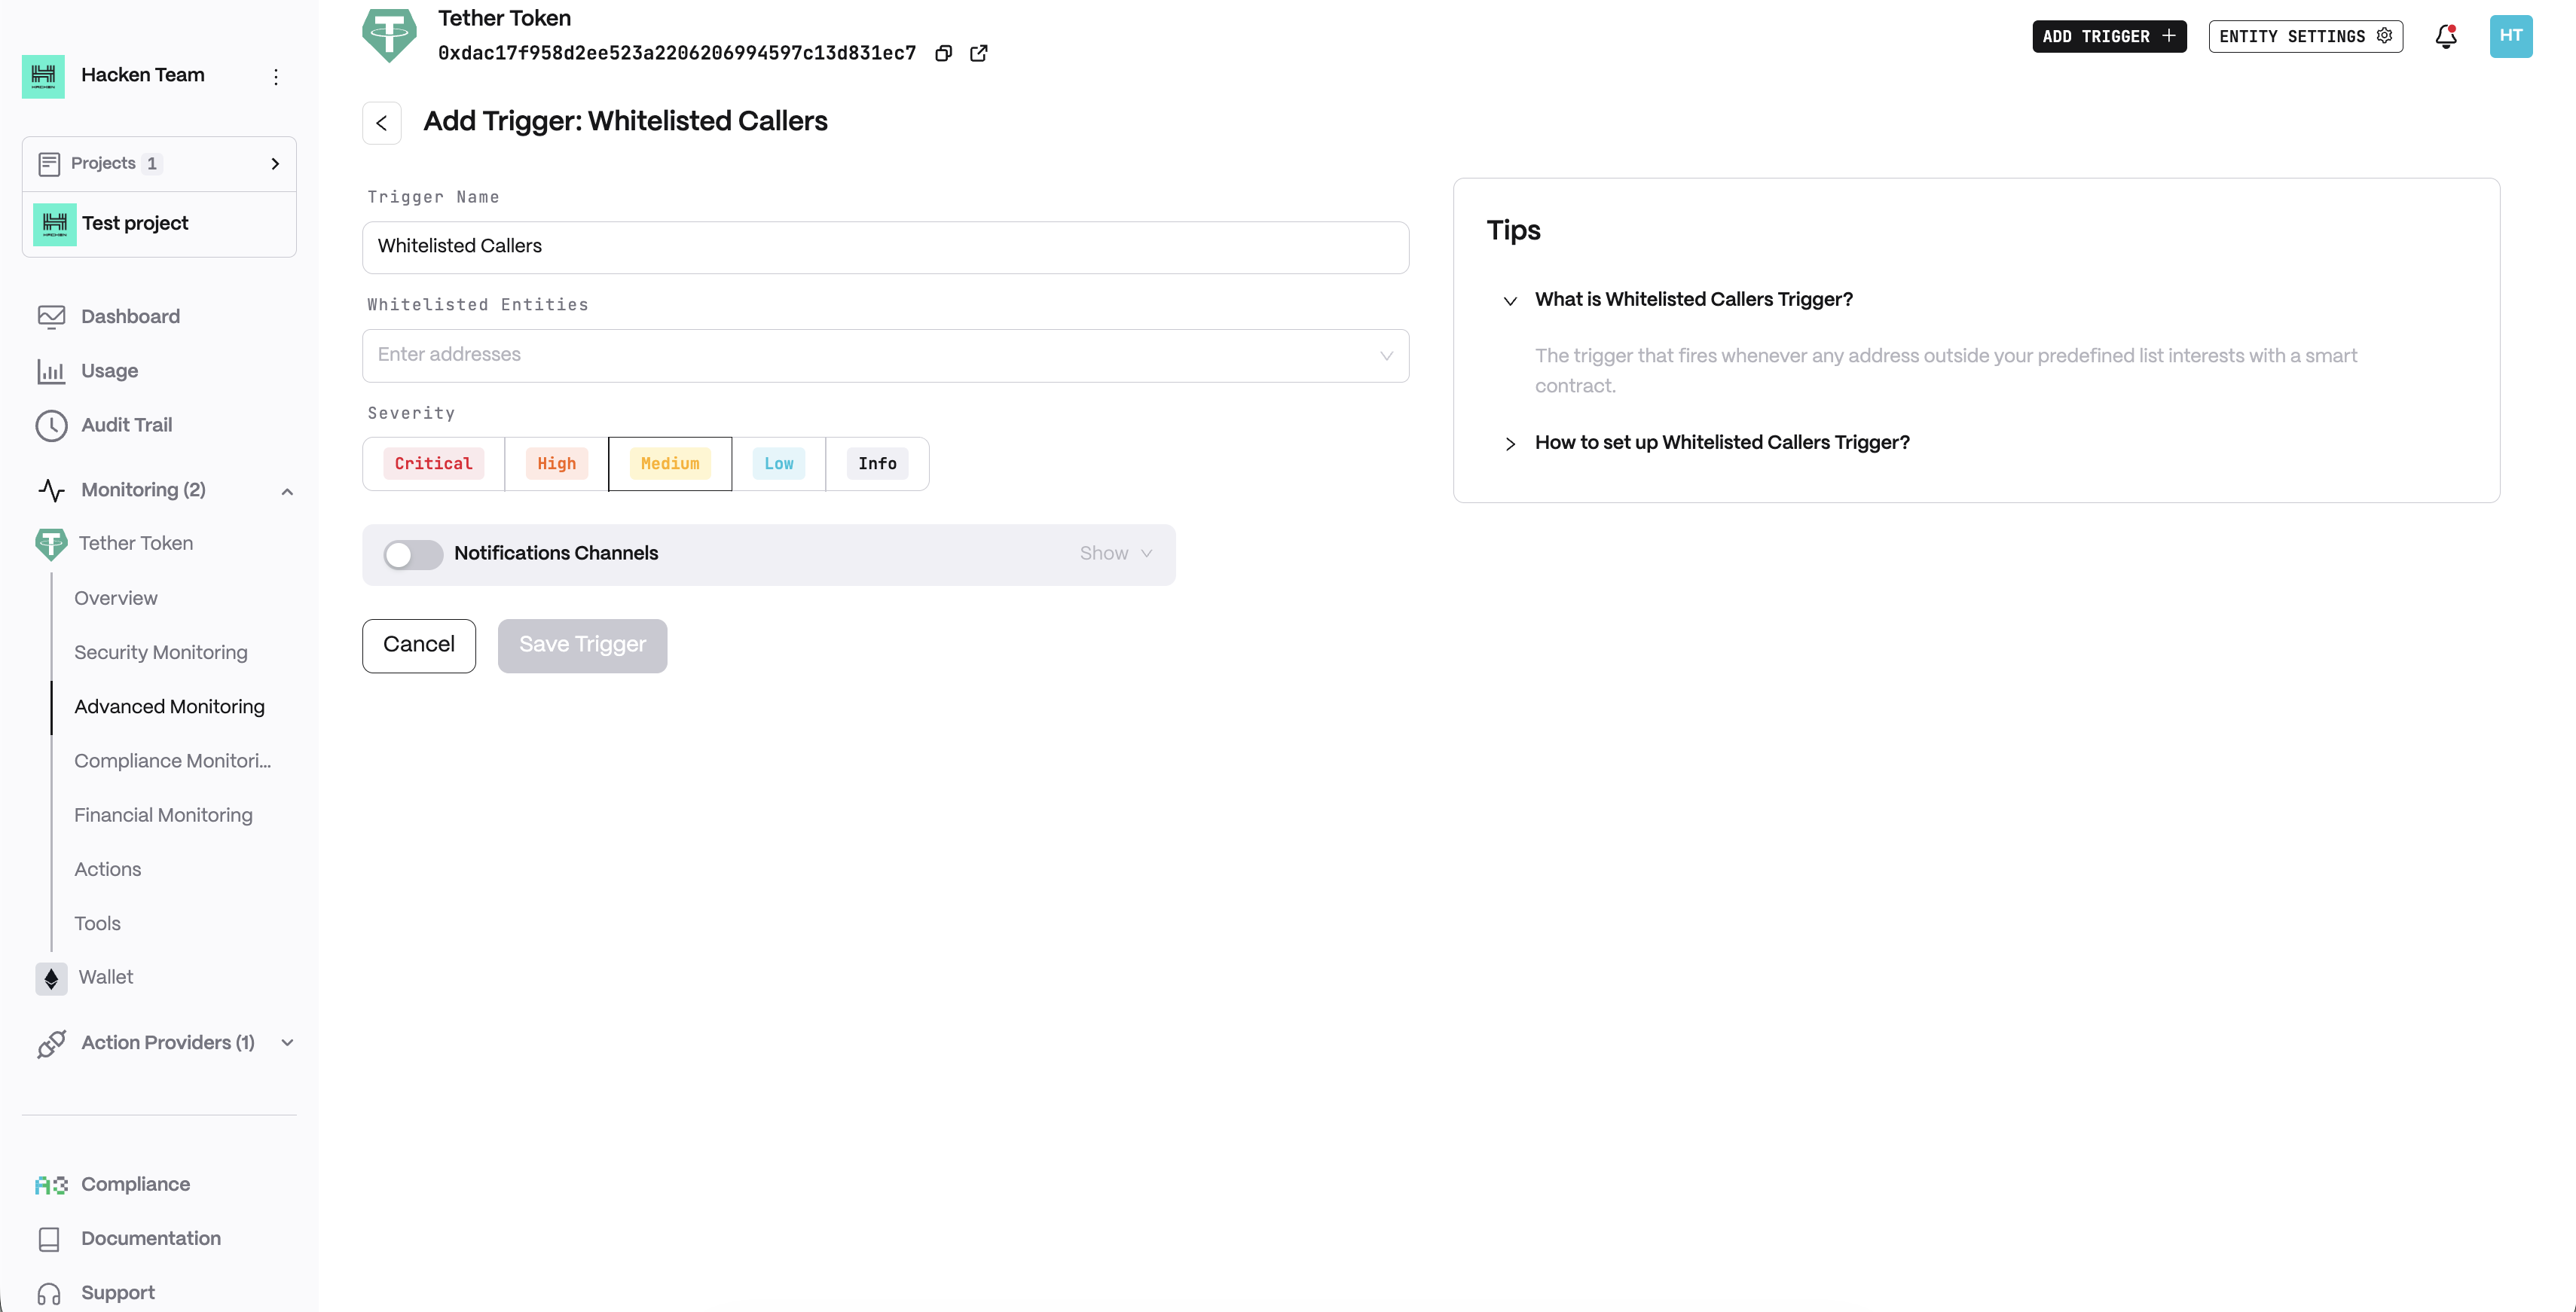 Hacken Team
Projects 1
Test project
Dashboard
Usage
Audit Trail
Monitoring (2)
Tether Token
Overview
Security Monitoring
Advanced Monitoring
Compliance Monitori...
Financial Monitoring
Actions
Tools
Wallet
Action Providers (1)
Compliance
Documentation
Support
Tether Token
0xdac17f958d2ee523a2206206994597c13d831ec7
ADD TRIGGER
ENTITY SETTINGS
HT
Add Trigger: Whitelisted Callers
Trigger Name
Whitelisted Callers
Whitelisted Entities
Enter addresses
Severity
Critical High Medium Low Info
Notifications Channels Show
Cancel Save Trigger
Tips
What is Whitelisted Callers Trigger?
The trigger that fires whenever any address outside your predefined list interests with a smart
contract.
How to set up Whitelisted Callers Trigger?